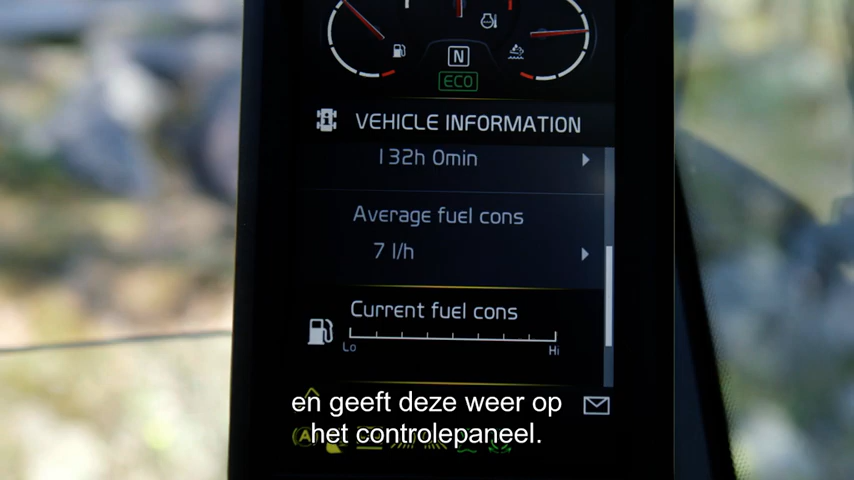 N
ECO
VEHICLE INFORMATION
132h 0min
Average fuel cons
7 l/h
Current fuel cons
Lo Hi
en geeft deze weer op
het controlepaneel.